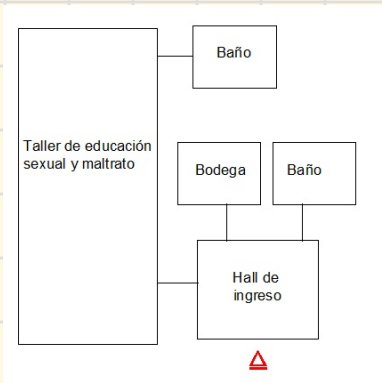 Baño
Taller de educación
sexual y maltrato
Bodega
Baño
Hall de
ingreso